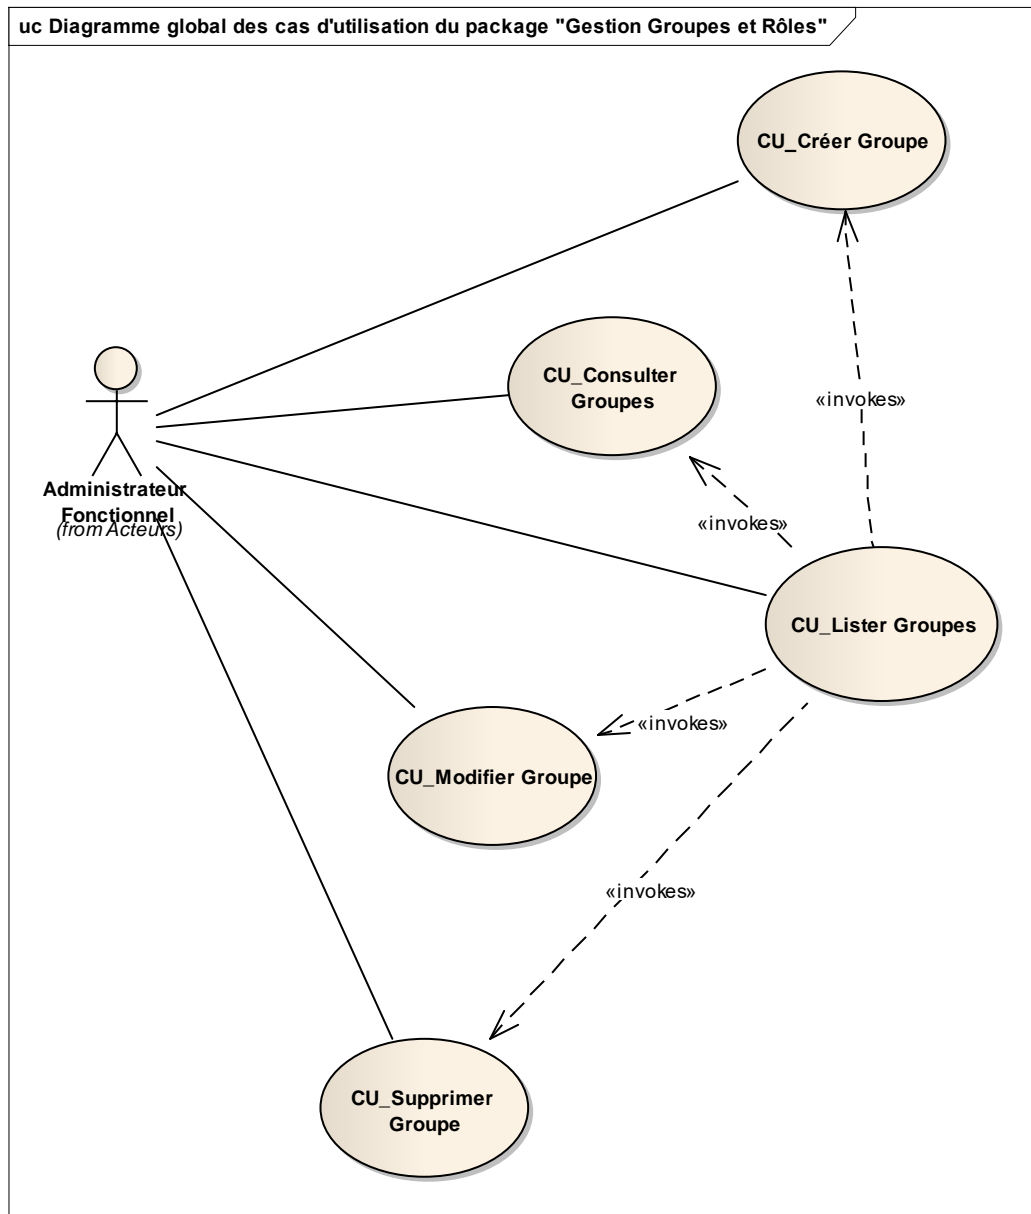 uc Diagramme global des cas d'utilisation du package "Gestion Groupes et Rôles"
CU_Créer Groupe
CU_Consulter
Groupes
«invokes»
Administrateur
Fonctionnel
(from Acteurs)
«invokes»
CU_Lister Groupes
«invokes»
CU_Modifier Groupe
«invokes»
CU_Supprimer
Groupe